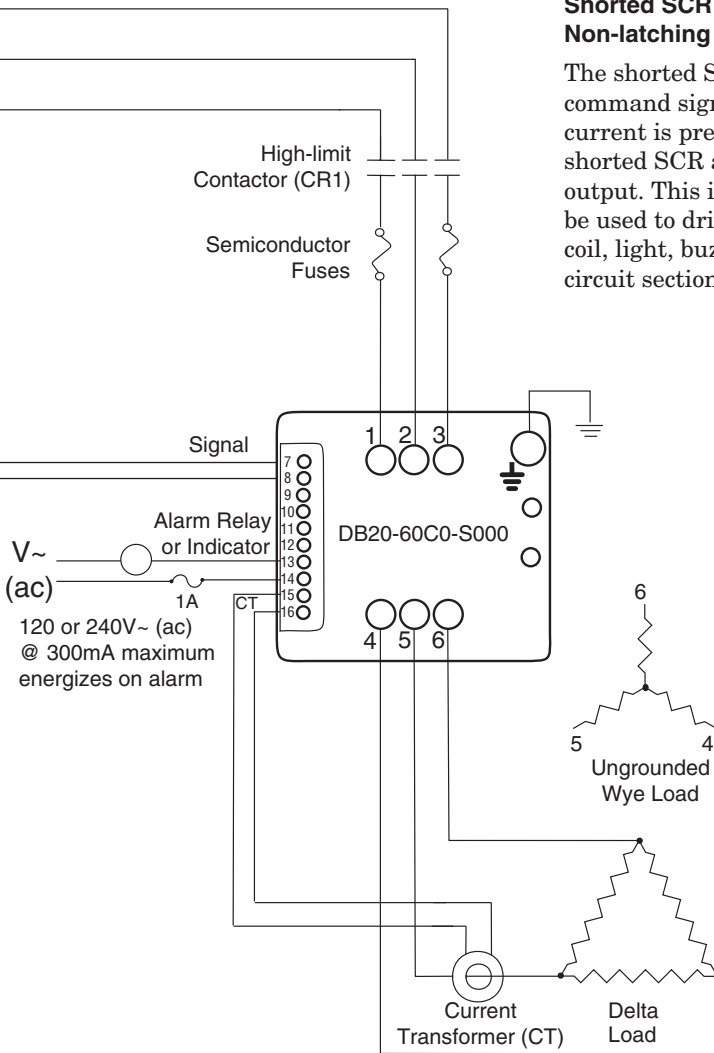 Shorted SCR
Non-latching
The shorted S
command sign
current is pre
shorted SCR a
output. This i
be used to dri
coil, light, buz
circuit section
High-limit
Contactor (CR1)
Semiconductor
Fuses
Signal
1 2 3
7
8
9
10
11
12
13
14
15
16
DB20-60C0-S000
Alarm Relay
or Indicator
V~
(ac)
1A
CT
120 or 240V~ (ac)
@ 300mA maximum
energizes on alarm
4 5 6
6
5 4
Ungrounded
Wye Load
Current
Transformer (CT)
Delta
Load